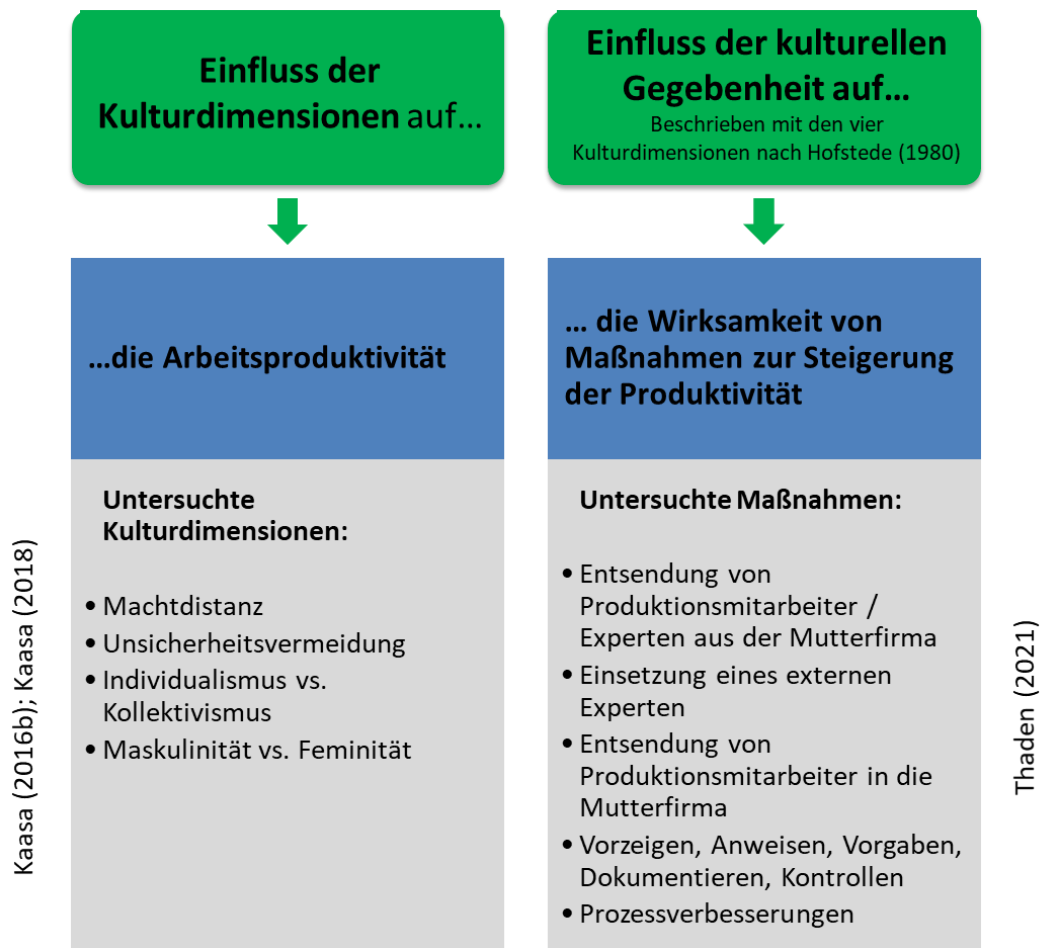 Einfluss der
Kulturdimensionen auf…
…die Arbeitsproduktivität
Untersuchte
Kulturdimensionen:
• Machtdistanz
• Unsicherheitsvermeidung
• Individualismus vs.
Kollektivismus
• Maskulinität vs. Feminität
Kaasa (2016b); Kaasa (2018)
Einfluss der kulturellen
Gegebenheit auf…
Beschrieben mit den vier
Kulturdimensionen nach Hofstede (1980)
… die Wirksamkeit von
Maßnahmen zur Steigerung
der Produktivität
Untersuchte Maßnahmen:
• Entsendung von
Produktionsmitarbeiter /
Experten aus der Mutterfirma
• Einsetzung eines externen
Experten
• Entsendung von
Produktionsmitarbeiter in die
Mutterfirma
• Vorzeigen, Anweisen, Vorgaben,
Dokumentieren, Kontrollen
• Prozessverbesserungen
Thaden (2021)